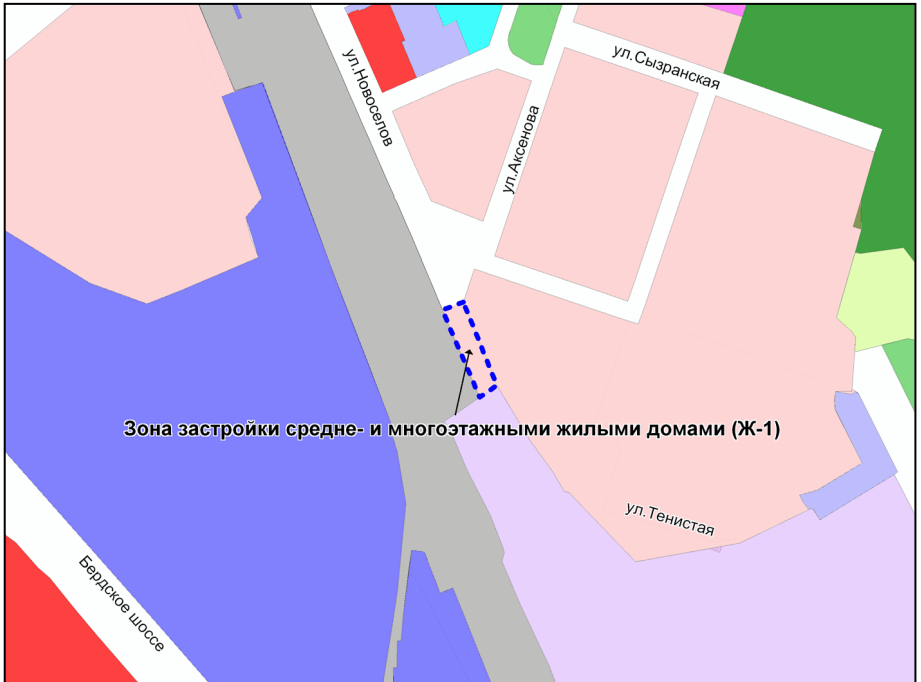 ул.Новоселов
ул.Сызранская
ул.Аксенова
Зона застройки средне- и многоэтажными жилыми домами (Ж-1)
ул.Тенистая
Бердское шоссе